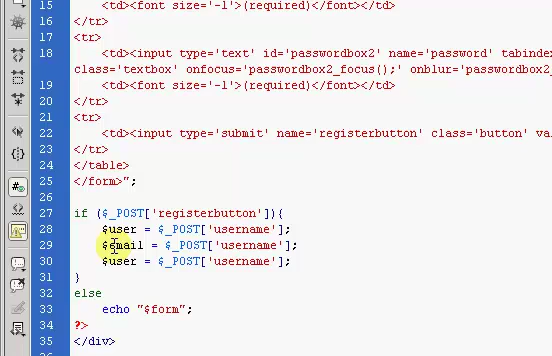 15 <td><font size='-1'>(required)</font></td>
16 </tr>
17 <tr>
18 <td><input type='text' id='passwordbox2' name='password' tabindex
class='textbox' onfocus='passwordbox2_focus();' onblur='passwordbox2_
19 <td><font size='-1'>(required)</font></td>
20 </tr>
21 <tr>
22 <td><input type='submit' name='registerbutton' class='button' val
23 </tr>
24 </table>
25 </form>";
26
27 if ($_POST['registerbutton']){
28 $user = $_POST['username'];
29 $email = $_POST['username'];
30 $user = $_POST['username'];
31 }
32 else
33 echo "$form";
34 ?>
35 </div>